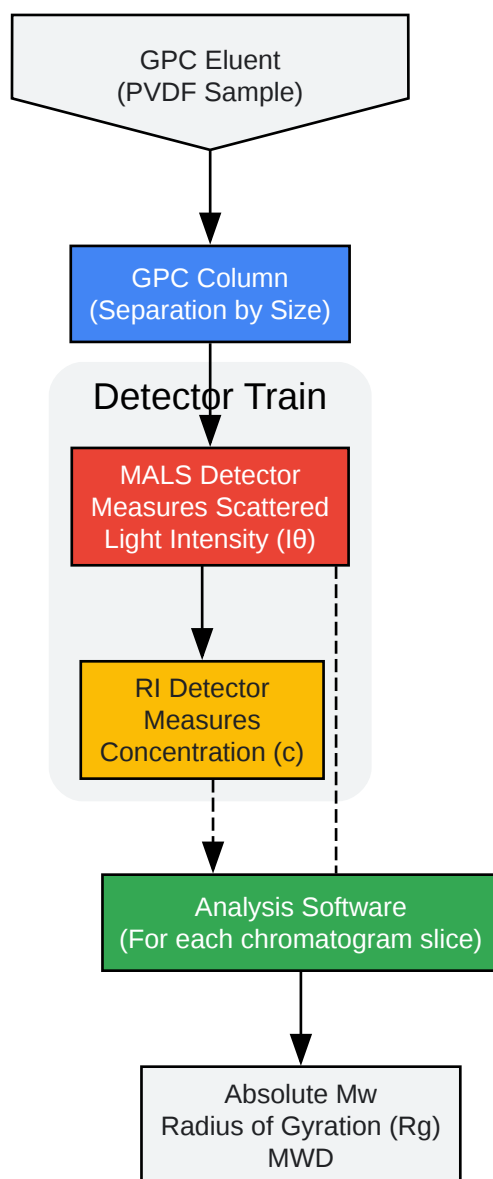 GPC Eluent
(PVDF Sample)
GPC Column
(Separation by Size)
Detector Train
MALS Detector
Measures Scattered
Light Intensity (Iθ)
RI Detector
Measures
Concentration (c)
Analysis Software
(For each chromatogram slice)
Absolute Mw
Radius of Gyration (Rg)
MWD